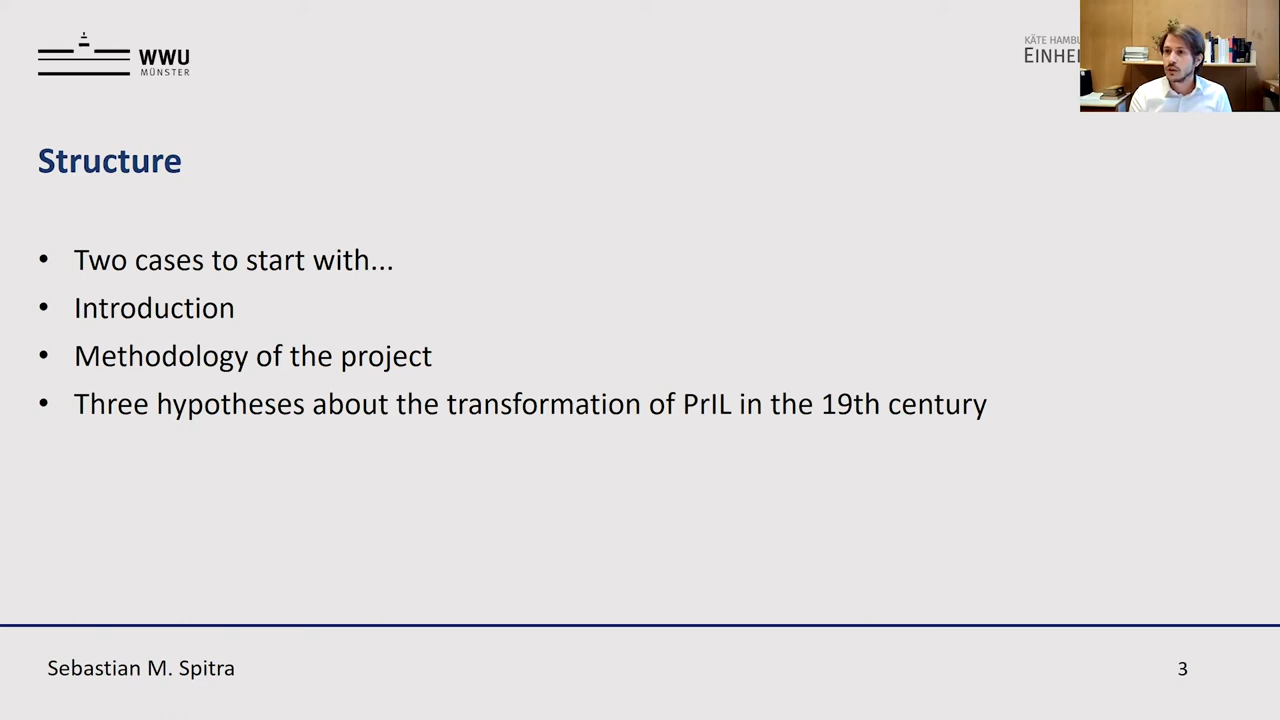 WWU
MÜNSTER
KÄTE HAMBU
EINHEI
Structure
• Two cases to start with...
• Introduction
• Methodology of the project
• Three hypotheses about the transformation of PrIL in the 19th century
Sebastian M. Spitra
3